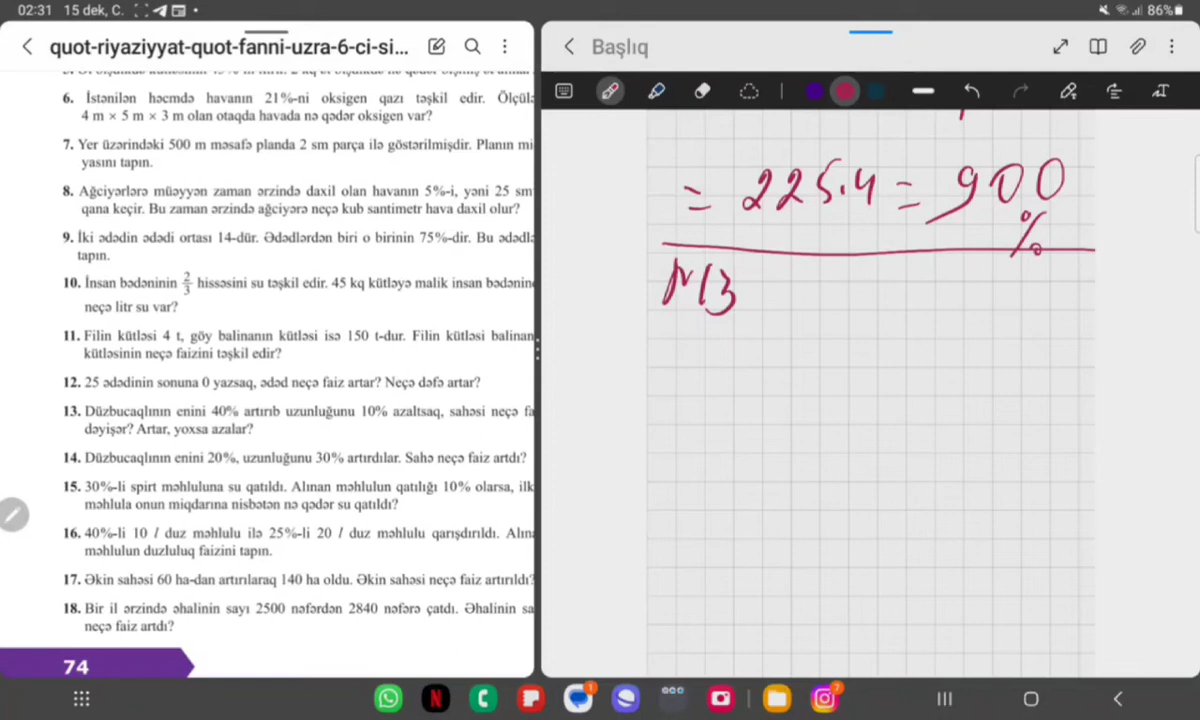 02:31 15 dek, C.
86%
quot-riyaziyyat-quot-fanni-uzra-6-ci-si...
Başlıq
6. İstənilən həcmdə havanın 21%-ni oksigen qazı təşkil edir. Ölçülə
4 m × 5 m × 3 m olan otaqda havada nə qədər oksigen var?
7. Yer üzərindəki 500 m məsafə planda 2 sm parça ilə göstərilmişdir. Planın mi
yasını tapın.
8. Ağciyərlərə müəyyən zaman ərzində daxil olan havanın 5%-i, yəni 25 sm
qana keçir. Bu zaman ərzində ağciyərə neçə kub santimetr hava daxil olur?
9. İki ədədin ədədi ortası 14-dür. Ədədlərdən biri o birinin 75%-dir. Bu ədədlə
tapın.
10. İnsan bədəninin 2/3 hissəsini su təşkil edir. 45 kq kütləyə malik insan bədənin
neçə litr su var?
11. Filin kütləsi 4 t, göy balinanın kütləsi isə 150 t-dur. Filin kütləsi balinan
kütləsinin neçə faizini təşkil edir?
12. 25 ədədinin sonuna 0 yazsaq, ədəd neçə faiz artar? Neçə dəfə artar?
13. Düzbucaqlının enini 40% artırıb uzunluğunu 10% azaltsaq, sahəsi neçə fa
dəyişər? Artar, yoxsa azalar?
14. Düzbucaqlının enini 20%, uzunluğunu 30% artırdılar. Sahə neçə faiz artdı?
15. 30%-li spirt məhluluna su qatıldı. Alınan məhlulun qatılığı 10% olarsa, ilk
məhlula onun miqdarına nisbətən nə qədər su qatıldı?
16. 40%-li 10 l duz məhlulu ilə 25%-li 20 l duz məhlulu qarışdırıldı. Alın
məhlulun duzluluq faizini tapın.
17. Əkin sahəsi 60 ha-dan artırılaraq 140 ha oldu. Əkin sahəsi neçə faiz artırıldı?
18. Bir il ərzində əhalinin sayı 2500 nəfərdən 2840 nəfərə çatdı. Əhalinin sa
neçə faiz artdı?
74
= 225.4 = 900
%
N13